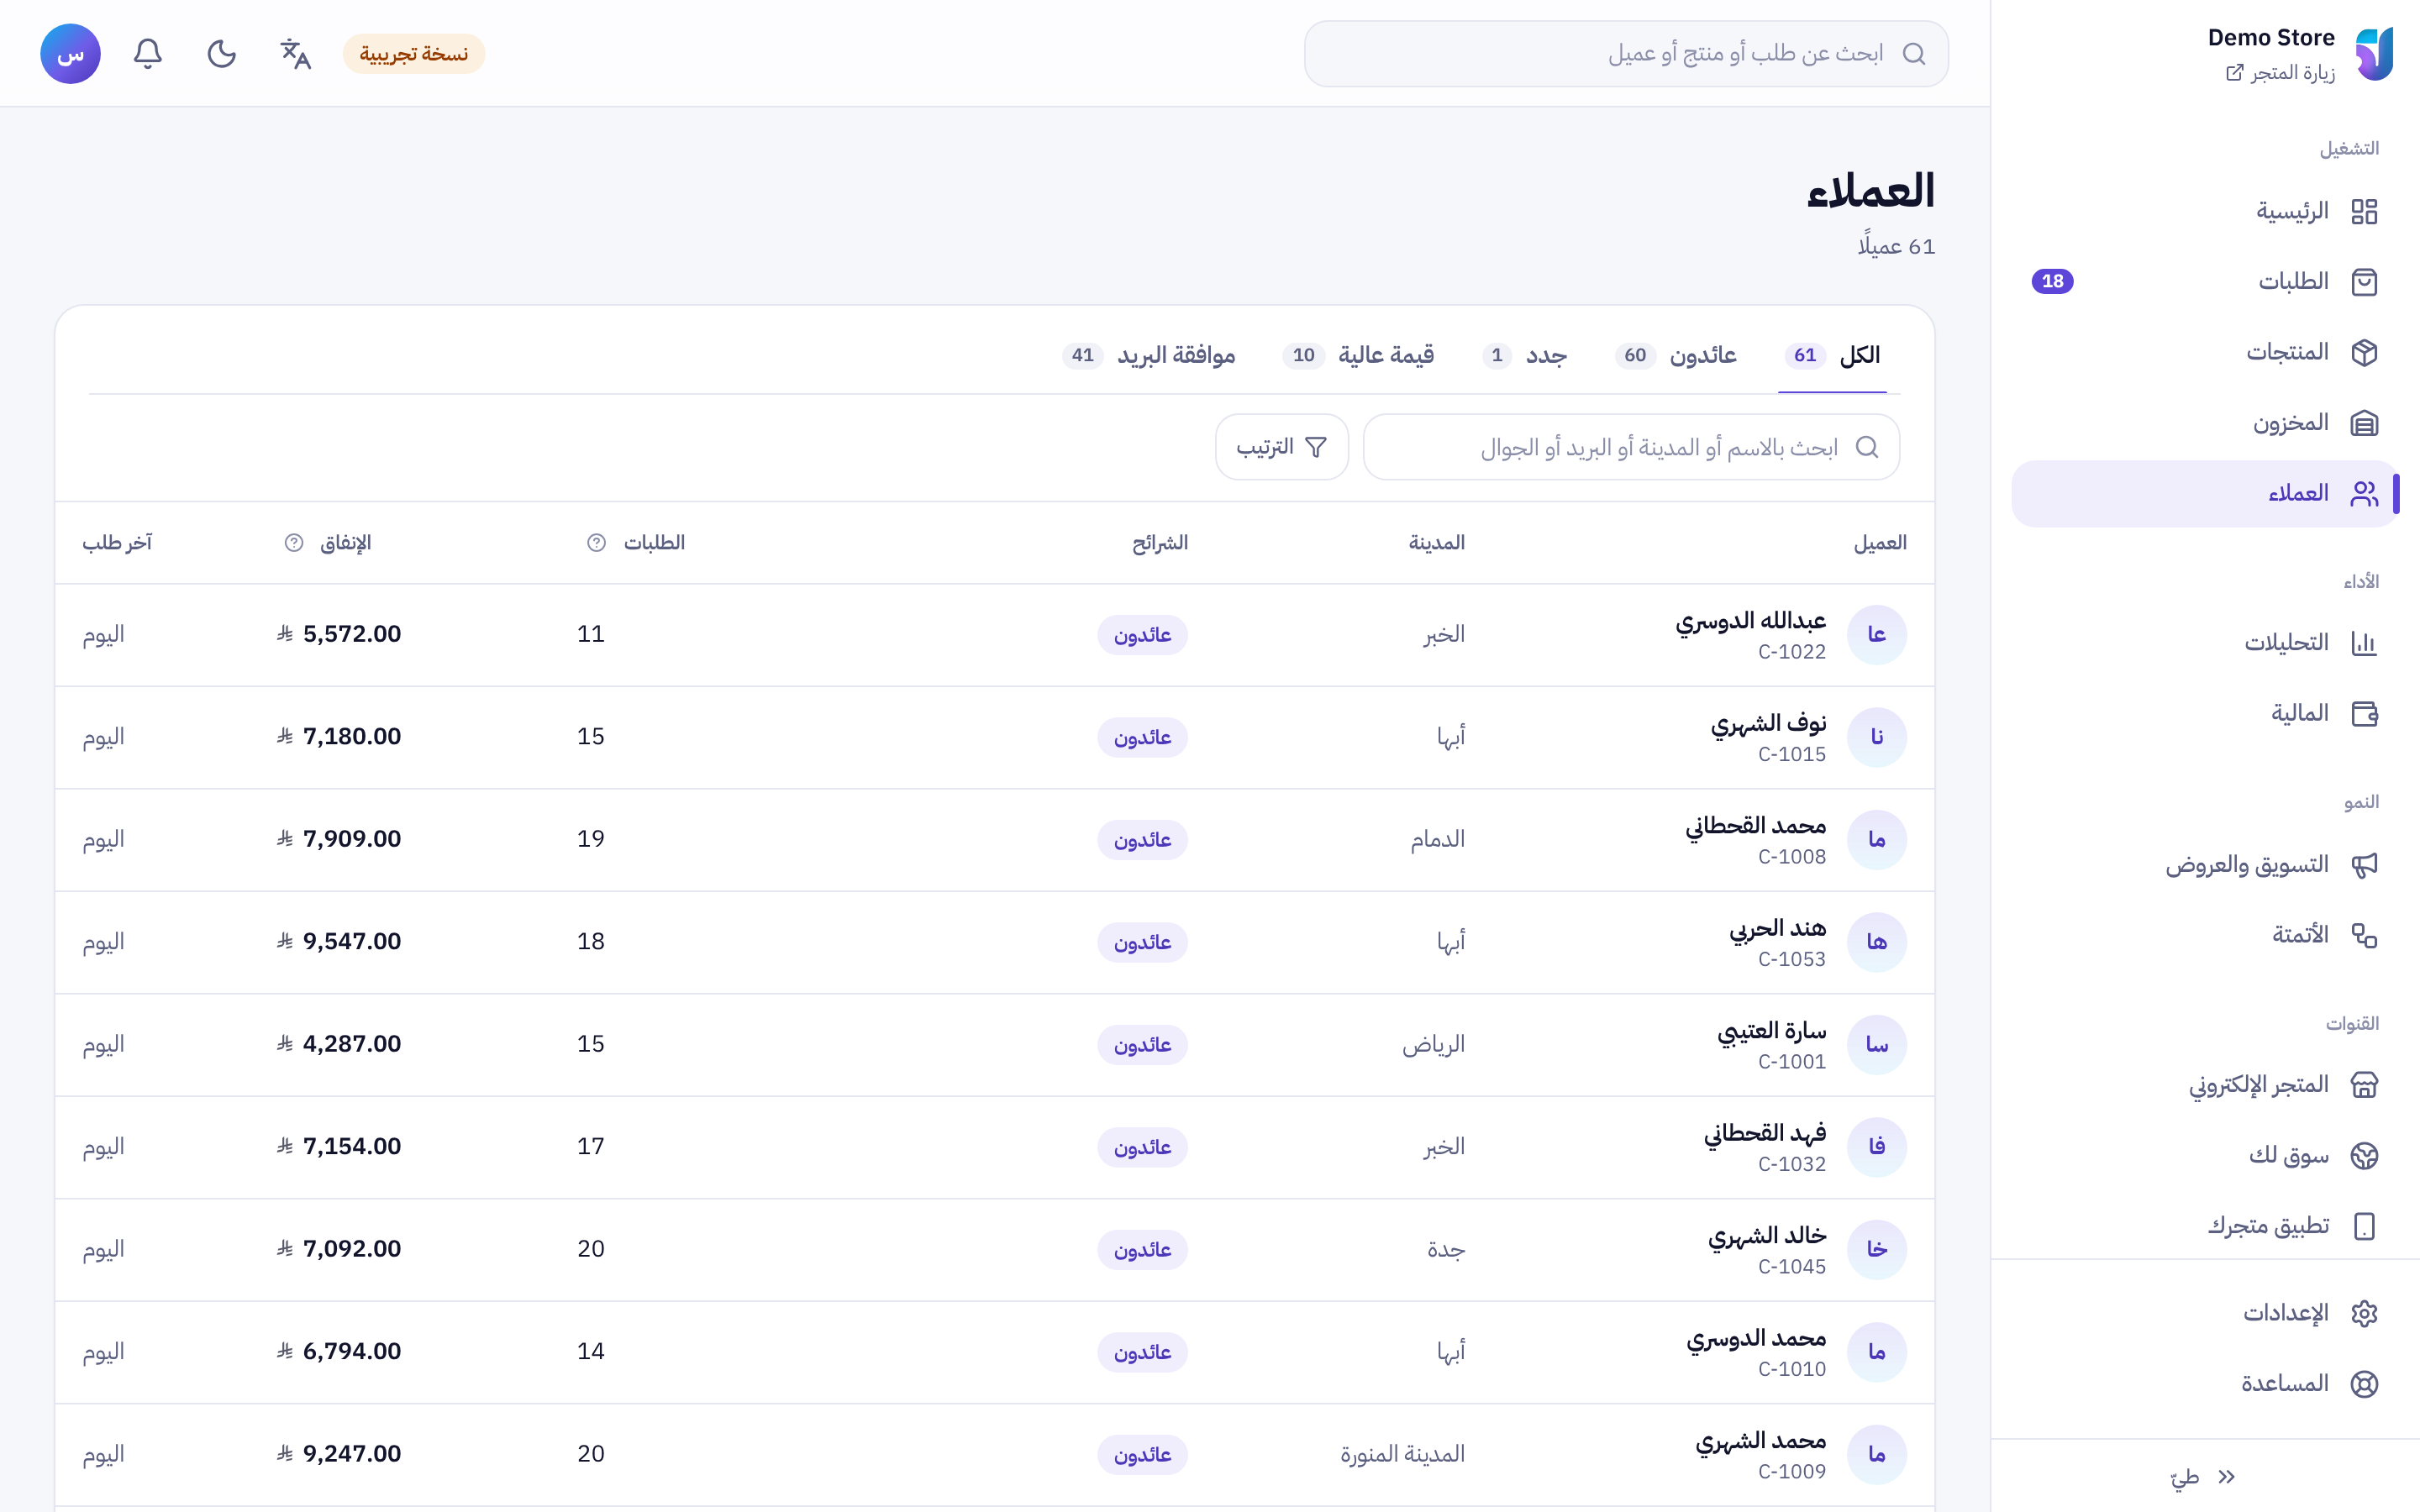 Demo Store
زيارة المتجر
ابحث عن طلب أو منتج أو عميل
نسخة تجريبية
س
التشغيل
الرئيسية
الطلبات 18
المنتجات
المخزون
العملاء
الأداء
التحليلات
المالية
النمو
التسويق والعروض
الأتمتة
القنوات
المتجر الإلكتروني
سوق لك
تطبيق متجرك
الإعدادات
المساعدة
طيّ
العملاء
61 عميلًا
الكل 61 عائدون 60 جدد 1 قيمة عالية 10 موافقة البريد 41
ابحث بالاسم أو المدينة أو البريد أو الجوال
الترتيب
العميل المدينة الشرائح الطلبات الإنفاق آخر طلب
عا عبدالله الدوسري الخبر عائدون 11 5,572.00 اليوم
C-1022
نا نوف الشهري أبها عائدون 15 7,180.00 اليوم
C-1015
ما محمد القحطاني الدمام عائدون 19 7,909.00 اليوم
C-1008
ها هند الحربي أبها عائدون 18 9,547.00 اليوم
C-1053
سا سارة العتيبي الرياض عائدون 15 4,287.00 اليوم
C-1001
فا فهد القحطاني الخبر عائدون 17 7,154.00 اليوم
C-1032
خا خالد الشهري جدة عائدون 20 7,092.00 اليوم
C-1045
ما محمد الدوسري أبها عائدون 14 6,794.00 اليوم
C-1010
ما محمد الشهري المدينة المنورة عائدون 20 9,247.00 اليوم
C-1009